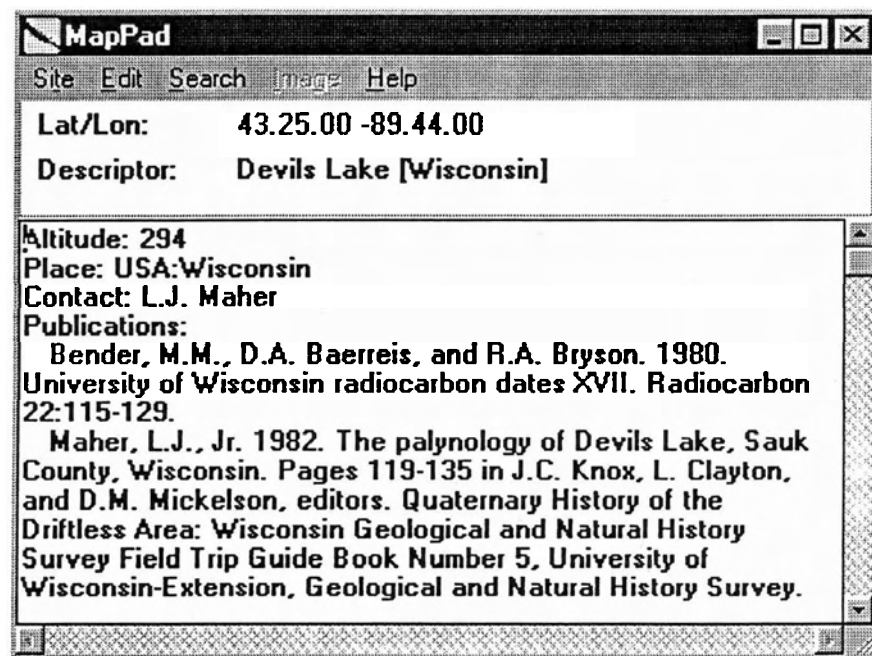 MapPad
Site Edit Search Image Help
Lat/Lon: 43.25.00 -89.44.00
Descriptor: Devils Lake [Wisconsin]
Altitude: 294
Place: USA:Wisconsin
Contact: L.J. Maher
Publications:
Bender, M.M., D.A. Baerreis, and R.A. Bryson. 1980.
University of Wisconsin radiocarbon dates XVII. Radiocarbon
22:115-129.
Maher, L.J., Jr. 1982. The palynology of Devils Lake, Sauk
County, Wisconsin. Pages 119-135 in J.C. Knox, L. Clayton,
and D.M. Mickelson, editors. Quaternary History of the
Driftless Area: Wisconsin Geological and Natural History
Survey Field Trip Guide Book Number 5, University of
Wisconsin-Extension, Geological and Natural History Survey.